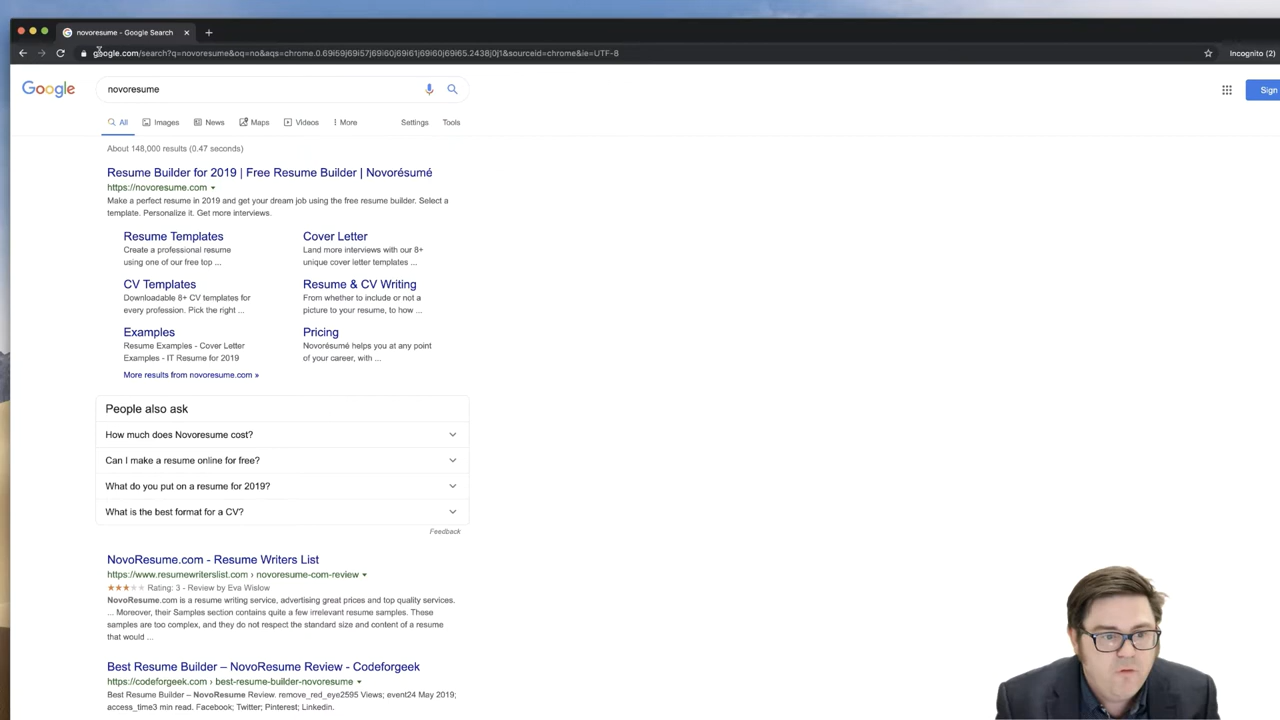 novoresume - Google Search
google.com/search?q=novoresume&oq=no&aqs=chrome.0.69i59j69i57j69i60j69i61j69i60j69i65.2438j0j1&sourceid=chrome&ie=UTF-8
Incognito (2)
Google
novoresume
Sign
All Images News Maps Videos More Settings Tools
About 148,000 results (0.47 seconds)
Resume Builder for 2019 | Free Resume Builder | Novorésumé
https://novoresume.com
Make a perfect resume in 2019 and get your dream job using the free resume builder. Select a
template. Personalize it. Get more interviews.
Resume Templates
Create a professional resume
using one of our free top ...
Cover Letter
Land more interviews with our 8+
unique cover letter templates ...
CV Templates
Downloadable 8+ CV templates for
every profession. Pick the right ...
Resume & CV Writing
From whether to include or not a
picture to your resume, to how ...
Examples
Resume Examples - Cover Letter
Examples - IT Resume for 2019
Pricing
Novorésumé helps you at any point
of your career, with ...
More results from novoresume.com »
People also ask
How much does Novoresume cost?
Can I make a resume online for free?
What do you put on a resume for 2019?
What is the best format for a CV?
Feedback
NovoResume.com - Resume Writers List
https://www.resumewriterslist.com › novoresume-com-review
Rating: 3 - Review by Eva Wislow
NovoResume.com is a resume writing service, advertising great prices and top quality services.
... Moreover, their Samples section contains quite a few irrelevant resume samples. These
samples are too complex, and they do not respect the standard size and content of a resume
that would ...
Best Resume Builder – NovoResume Review - Codeforgeek
https://codeforgeek.com › best-resume-builder-novoresume
Best Resume Builder – NovoResume Review. remove_red_eye2595 Views; event24 May 2019;
access_time3 min read. Facebook; Twitter; Pinterest; Linkedin.